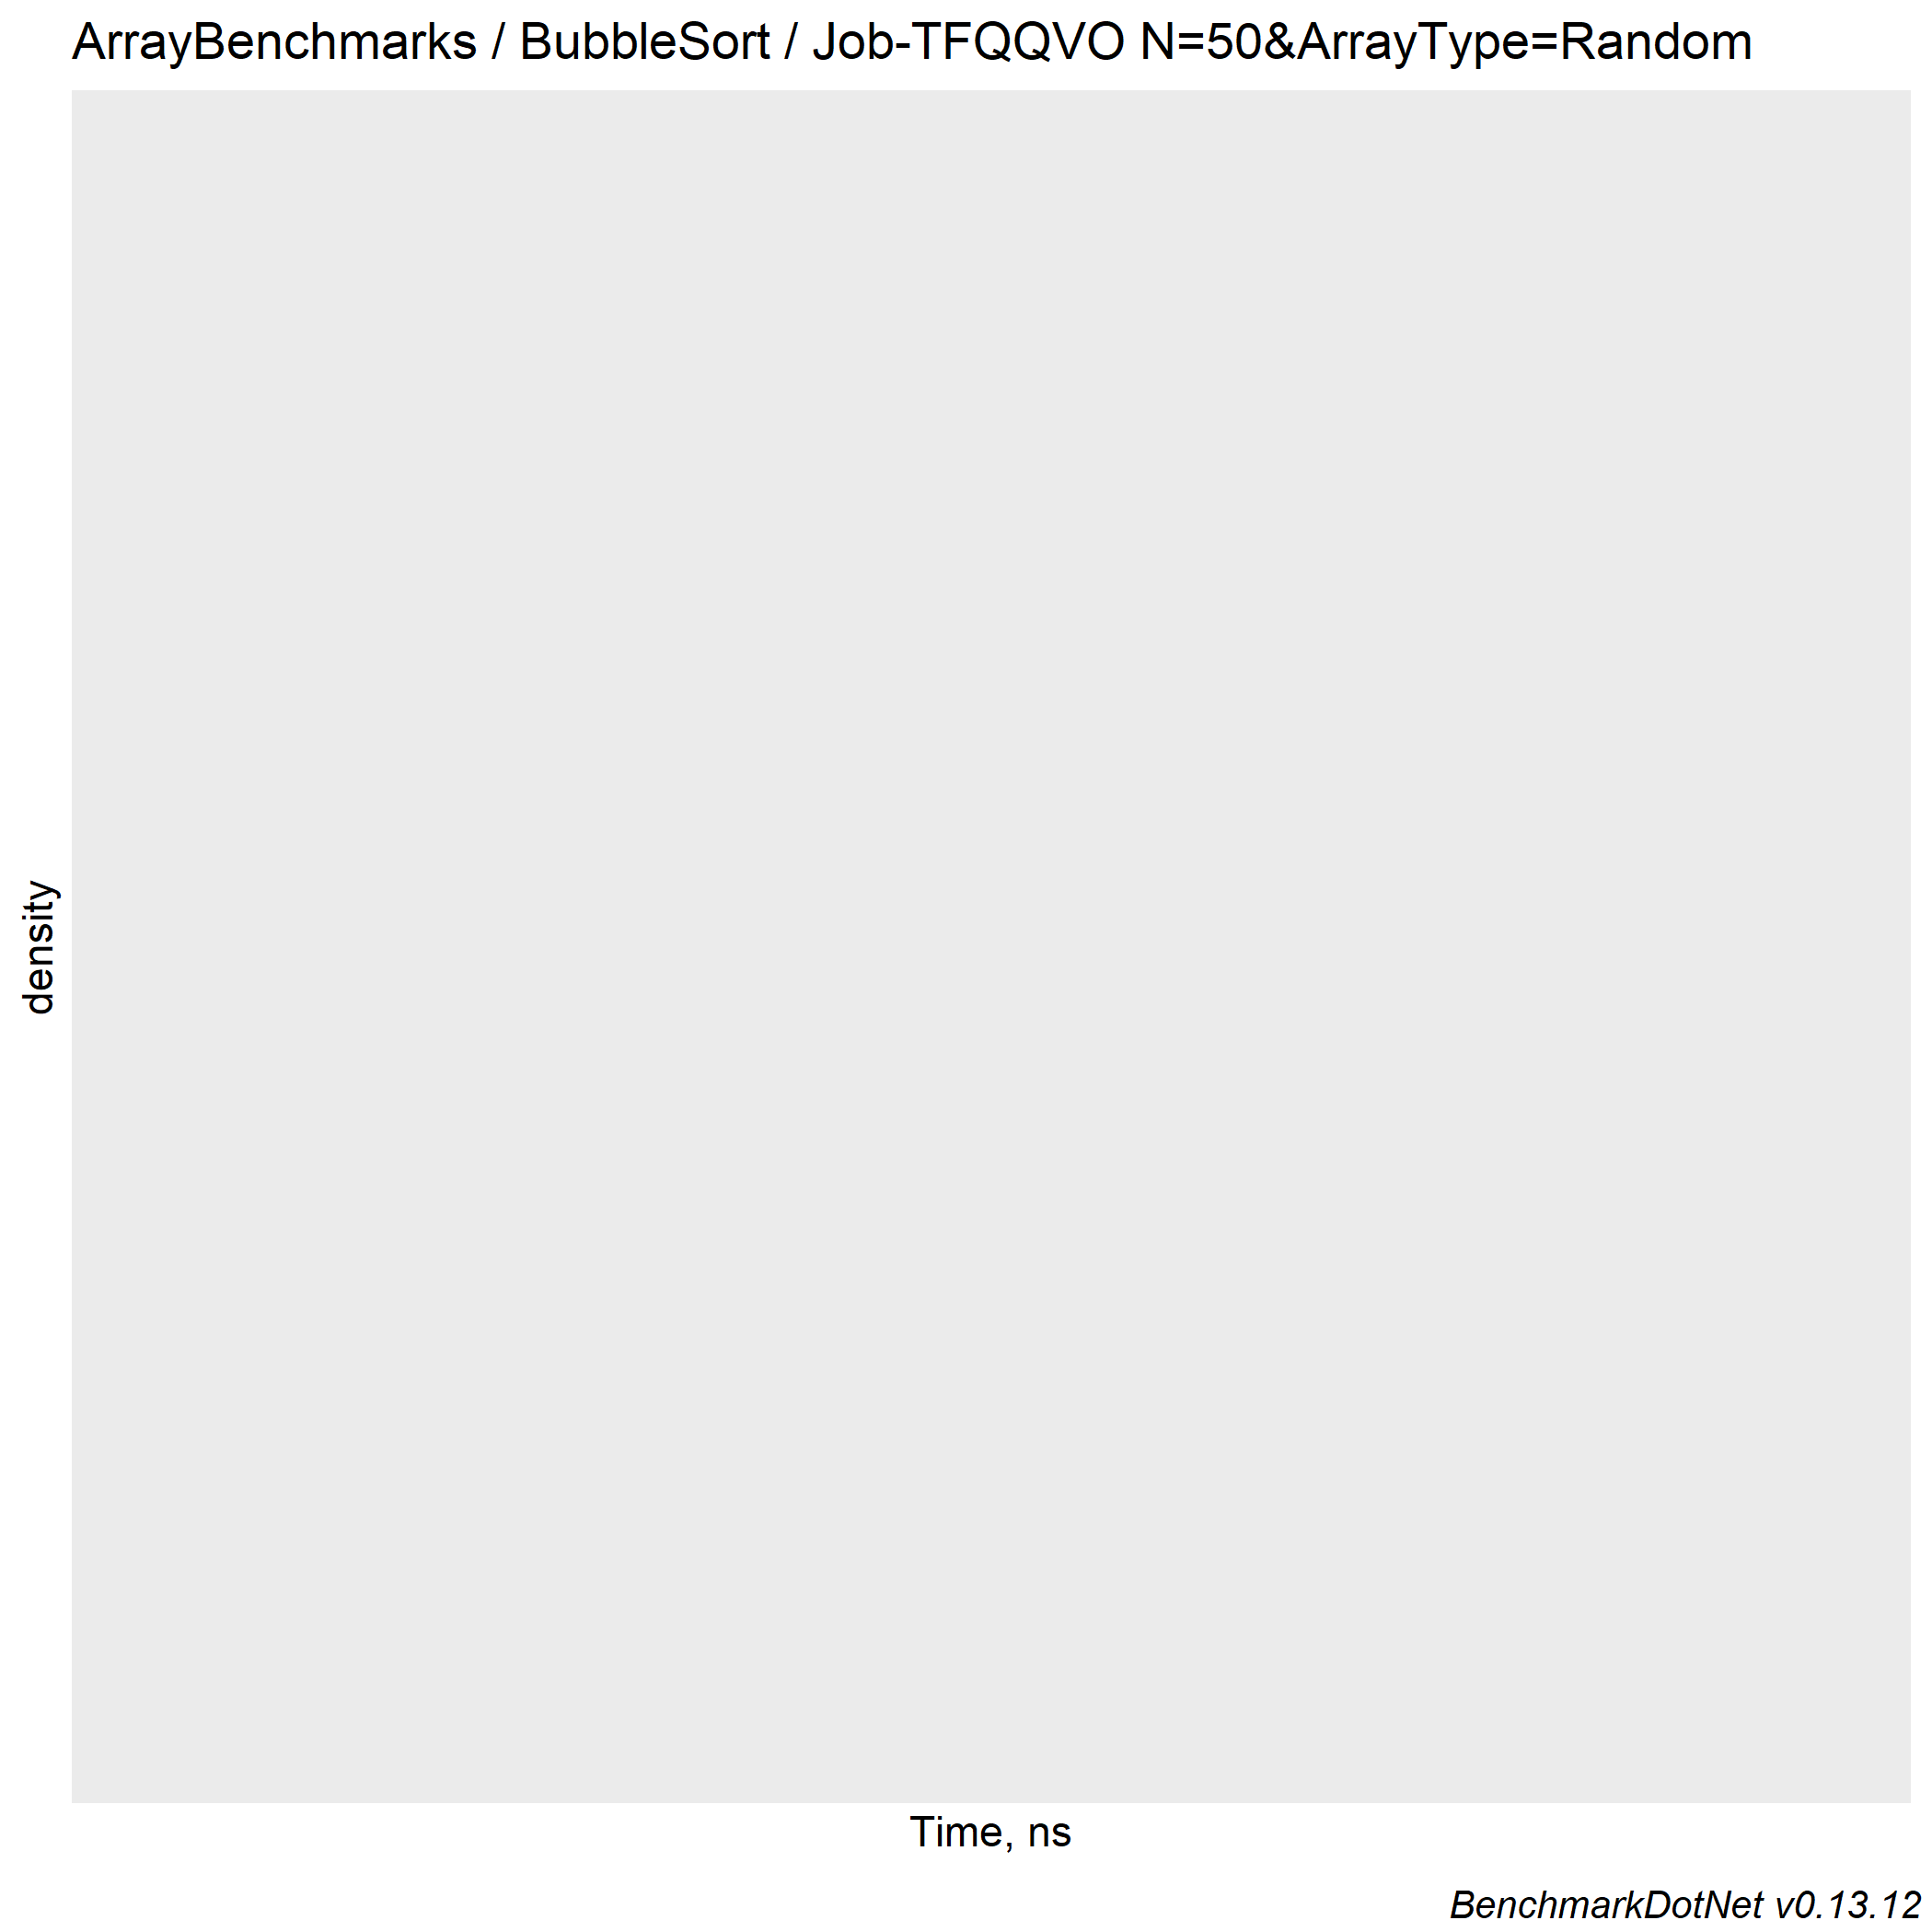 ArrayBenchmarks / BubbleSort / Job-TFQQVO N=50&ArrayType=Random
density
Time, ns
BenchmarkDotNet v0.13.12